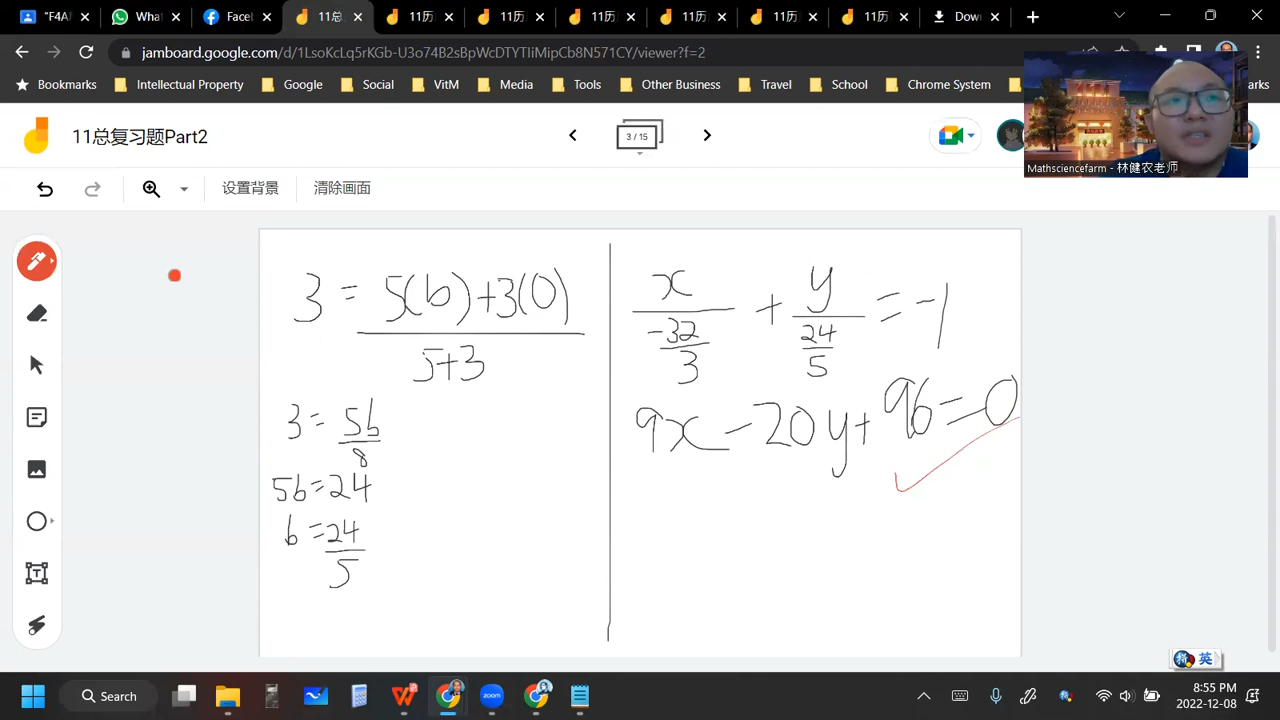 "F4A
What
Facel
11总
11历
11历
11历
11历
11历
11历
Dow
jamboard.google.com/d/1LsoKcLq5rKGb-U3o74B2sBpWcDTYTIiMipCb8N571CY/viewer?f=2
Bookmarks
Intellectual Property
Google
Social
VitM
Media
Tools
Other Business
Travel
School
Chrome System
arks
11总复习题Part2
3 / 15
Mathsciencefarm - 林健农老师
设置背景
清除画面
3 = 5(b)+3(0)
5+3
3 = 5b
8
5b=24
b = 24
5
x + y = -1
-32 24
3 5
9x - 20y + 96 = 0
英
Search
8:55 PM
2022-12-08